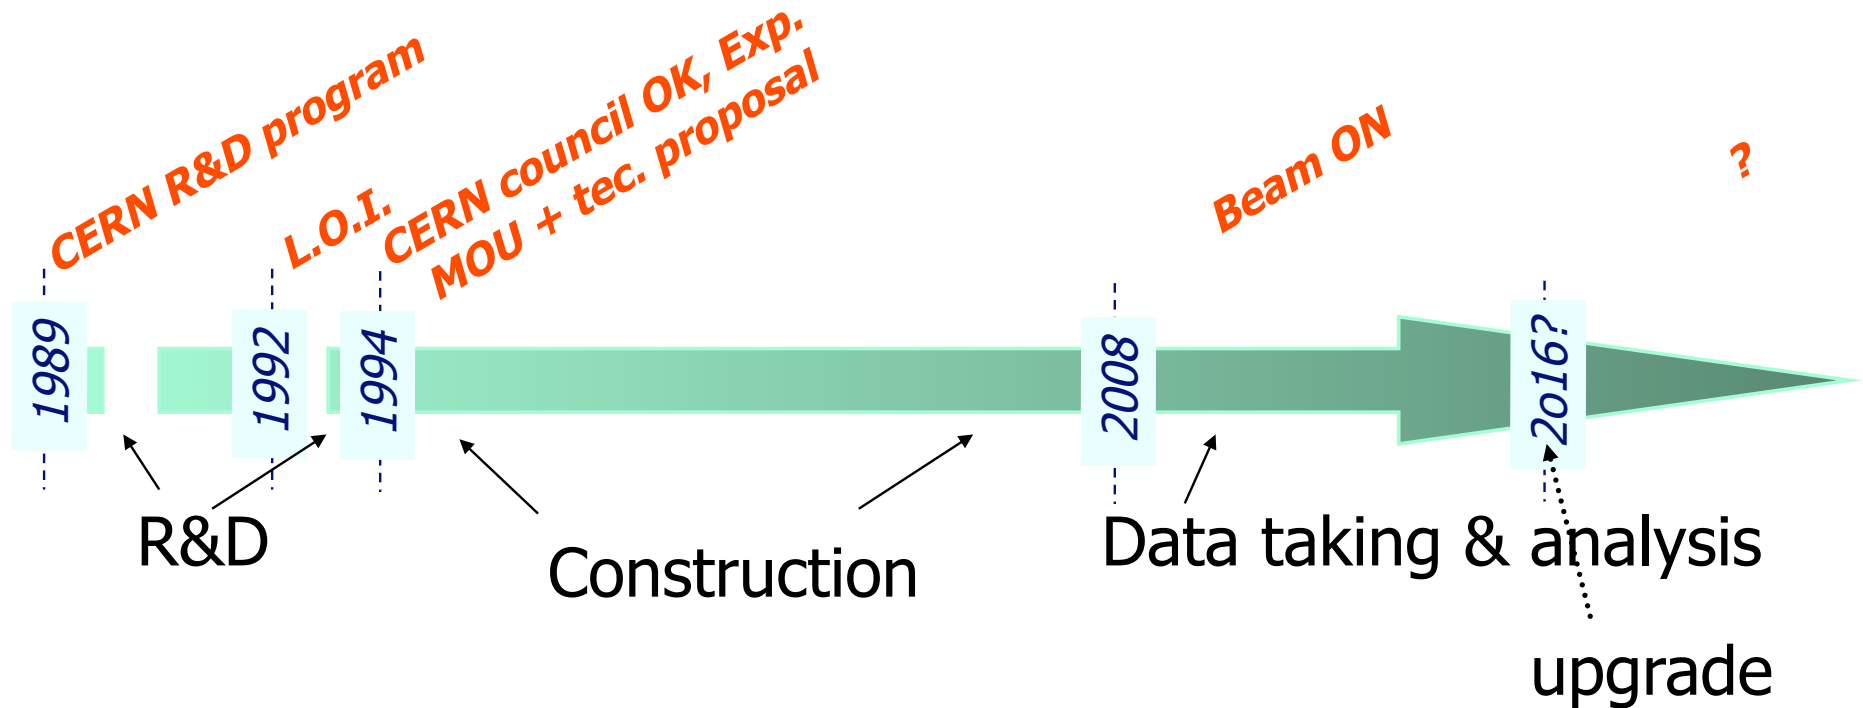 CERN R&D program
L.O.I.
CERN council OK, Exp.
MOU + tec. proposal
Beam ON
?
1989
1992
1994
2008
2o16?
R&D
Construction
Data taking & analysis
upgrade